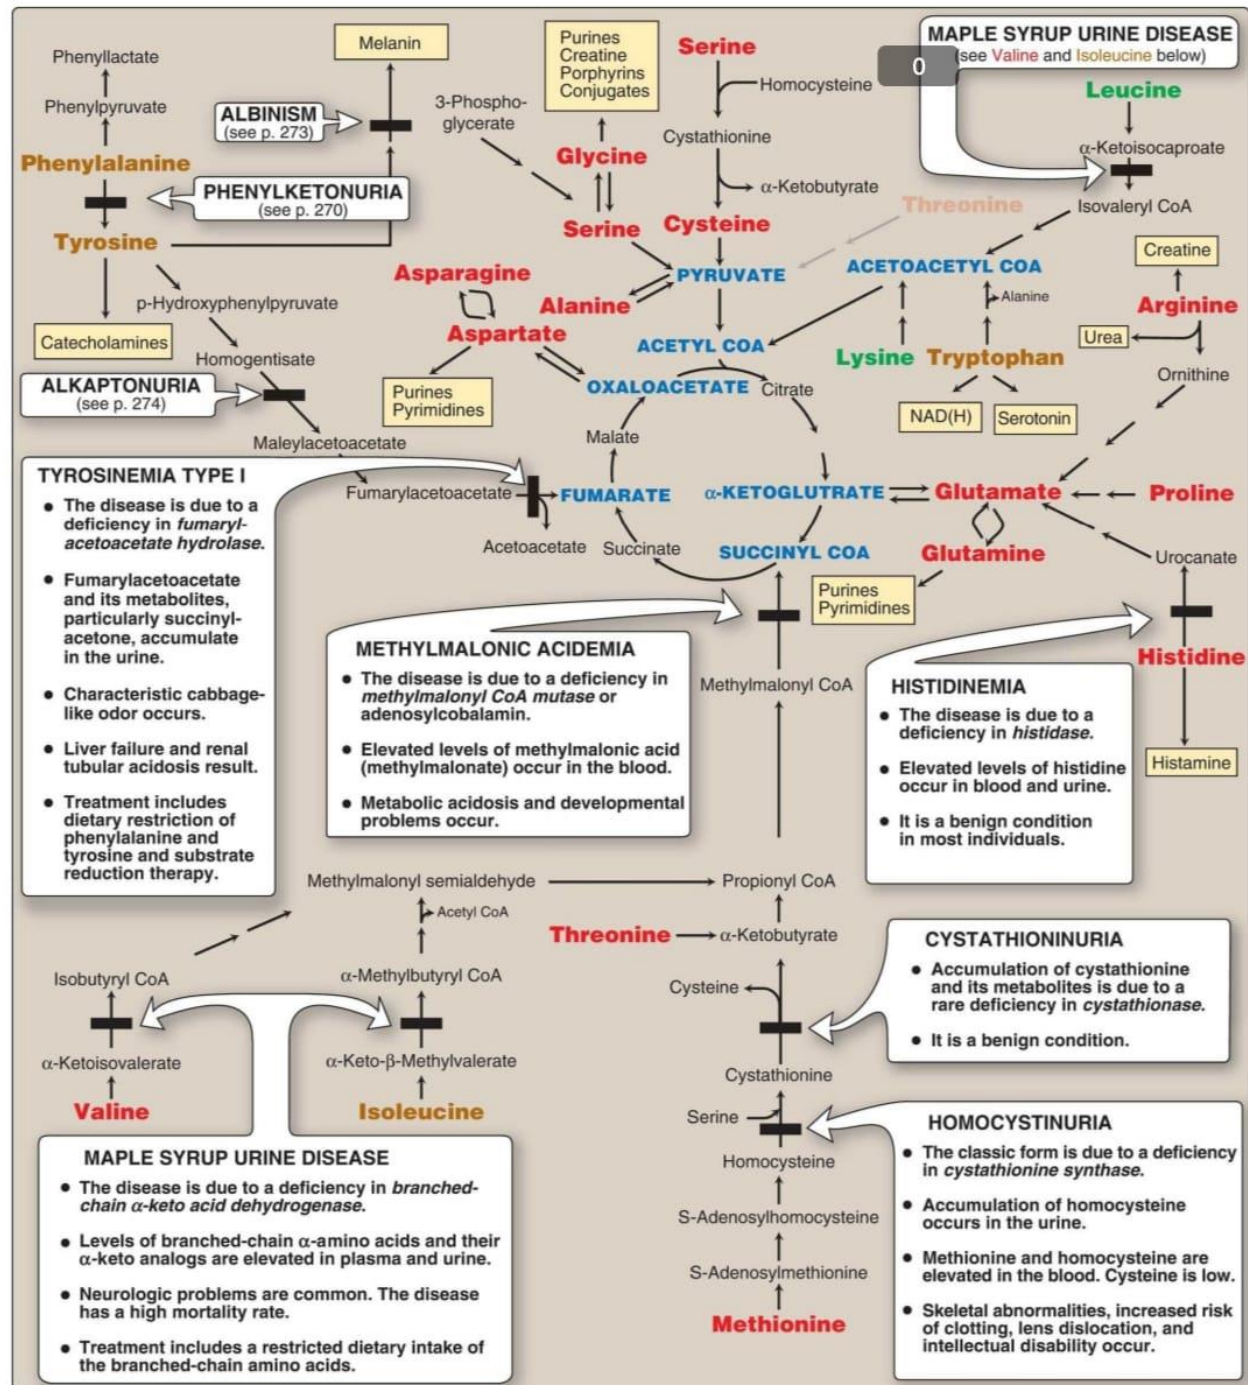 Phenyllactate
Phenylpyruvate
Phenylalanine
PHENYLKETONURIA
(see p. 270)
Tyrosine
Catecholamines
Melanin
ALBINISM
(see p. 273)
p-Hydroxyphenylpyruvate
Homogentisate
ALKAPTONURIA
(see p. 274)
Maleylacetoacetate
Fumarylacetoacetate
Acetoacetate
3-Phospho-
glycerate
Purines
Creatine
Porphyrins
Conjugates
Glycine
Serine
Serine
Homocysteine
Cystathionine
α-Ketobutyrate
Cysteine
Threonine
0
MAPLE SYRUP URINE DISEASE
(see Valine and Isoleucine below)
Leucine
α-Ketoisocaproate
Isovaleryl CoA
Asparagine
Aspartate
Purines
Pyrimidines
Alanine
PYRUVATE
ACETOACETYL COA
Alanine
Lysine
Tryptophan
NAD(H)
Serotonin
Creatine
Arginine
Urea
Ornithine
ACETYL COA
OXALOACETATE
Citrate
Malate
FUMARATE
Succinate
SUCCINYL COA
α-KETOGLUTRATE
Glutamate
Proline
Glutamine
Purines
Pyrimidines
Urocanate
Histidine
Histamine
TYROSINEMIA TYPE I
• The disease is due to a
deficiency in fumaryl-
acetoacetate hydrolase.
• Fumarylacetoacetate
and its metabolites,
particularly succinyl-
acetone, accumulate
in the urine.
• Characteristic cabbage-
like odor occurs.
• Liver failure and renal
tubular acidosis result.
• Treatment includes
dietary restriction of
phenylalanine and
tyrosine and substrate
reduction therapy.
METHYLMALONIC ACIDEMIA
• The disease is due to a deficiency in
methylmalonyl CoA mutase or
adenosylcobalamin.
• Elevated levels of methylmalonic acid
(methylmalonate) occur in the blood.
• Metabolic acidosis and developmental
problems occur.
Methylmalonyl CoA
HISTIDINEMIA
• The disease is due to a
deficiency in histidase.
• Elevated levels of histidine
occur in blood and urine.
• It is a benign condition
in most individuals.
Methylmalonyl semialdehyde
Propionyl CoA
Acetyl CoA
Threonine
α-Ketobutyrate
Isobutyryl CoA
α-Methylbutyryl CoA
Cysteine
α-Ketoisovalerate
α-Keto-β-Methylvalerate
Cystathionine
Valine
Isoleucine
Serine
Homocysteine
S-Adenosylhomocysteine
S-Adenosylmethionine
Methionine
CYSTATHIONINURIA
• Accumulation of cystathionine
and its metabolites is due to a
rare deficiency in cystathionase.
• It is a benign condition.
MAPLE SYRUP URINE DISEASE
• The disease is due to a deficiency in branched-
chain α-keto acid dehydrogenase.
• Levels of branched-chain α-amino acids and their
α-keto analogs are elevated in plasma and urine.
• Neurologic problems are common. The disease
has a high mortality rate.
• Treatment includes a restricted dietary intake of
the branched-chain amino acids.
HOMOCYSTINURIA
• The classic form is due to a deficiency
in cystathionine synthase.
• Accumulation of homocysteine
occurs in the urine.
• Methionine and homocysteine are
elevated in the blood. Cysteine is low.
• Skeletal abnormalities, increased risk
of clotting, lens dislocation, and
intellectual disability occur.